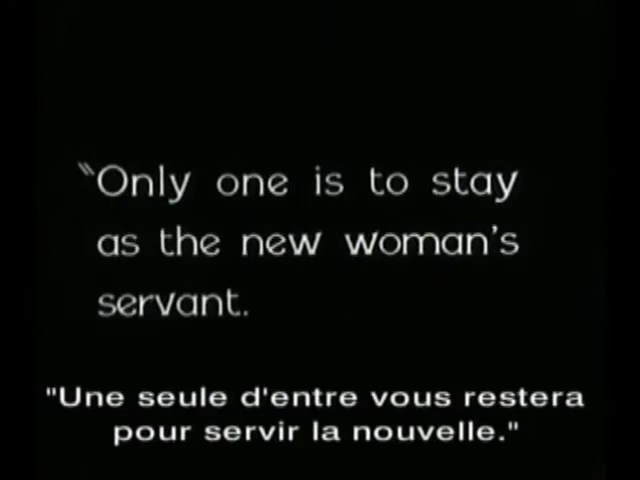 "Only one is to stay
as the new woman's
servant.
"Une seule d'entre vous restera
pour servir la nouvelle."